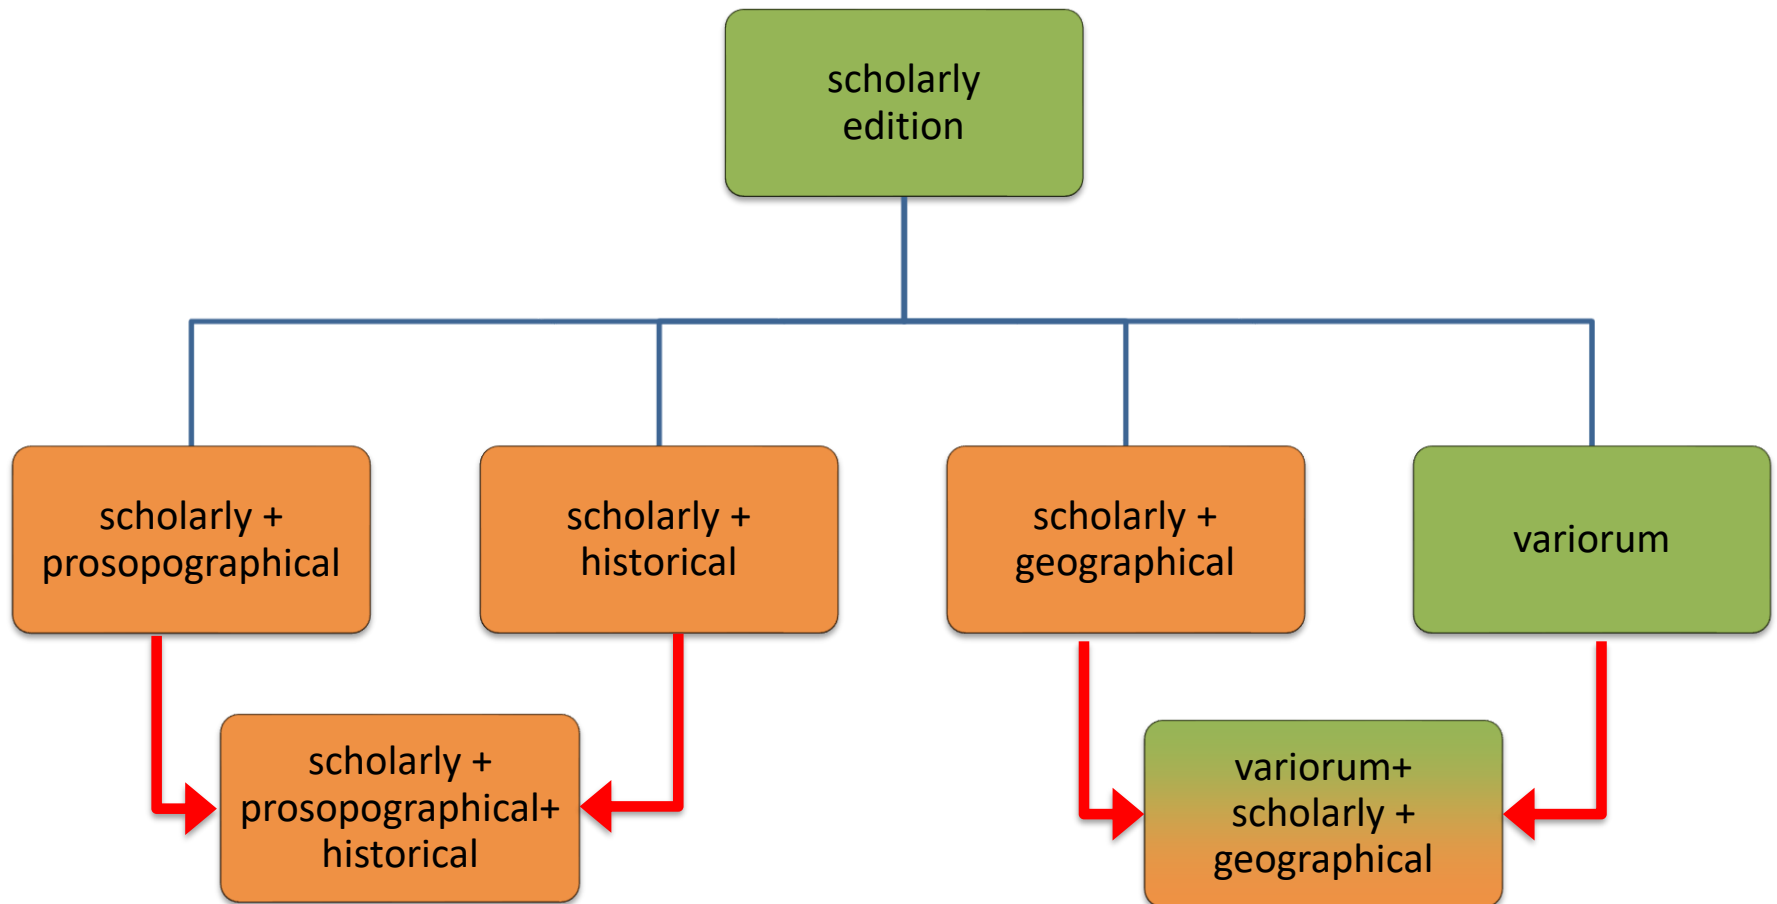 scholarly
edition
scholarly +
prosopographical
scholarly +
historical
scholarly +
geographical
variorum
scholarly +
prosopographical+
historical
variorum+
scholarly +
geographical